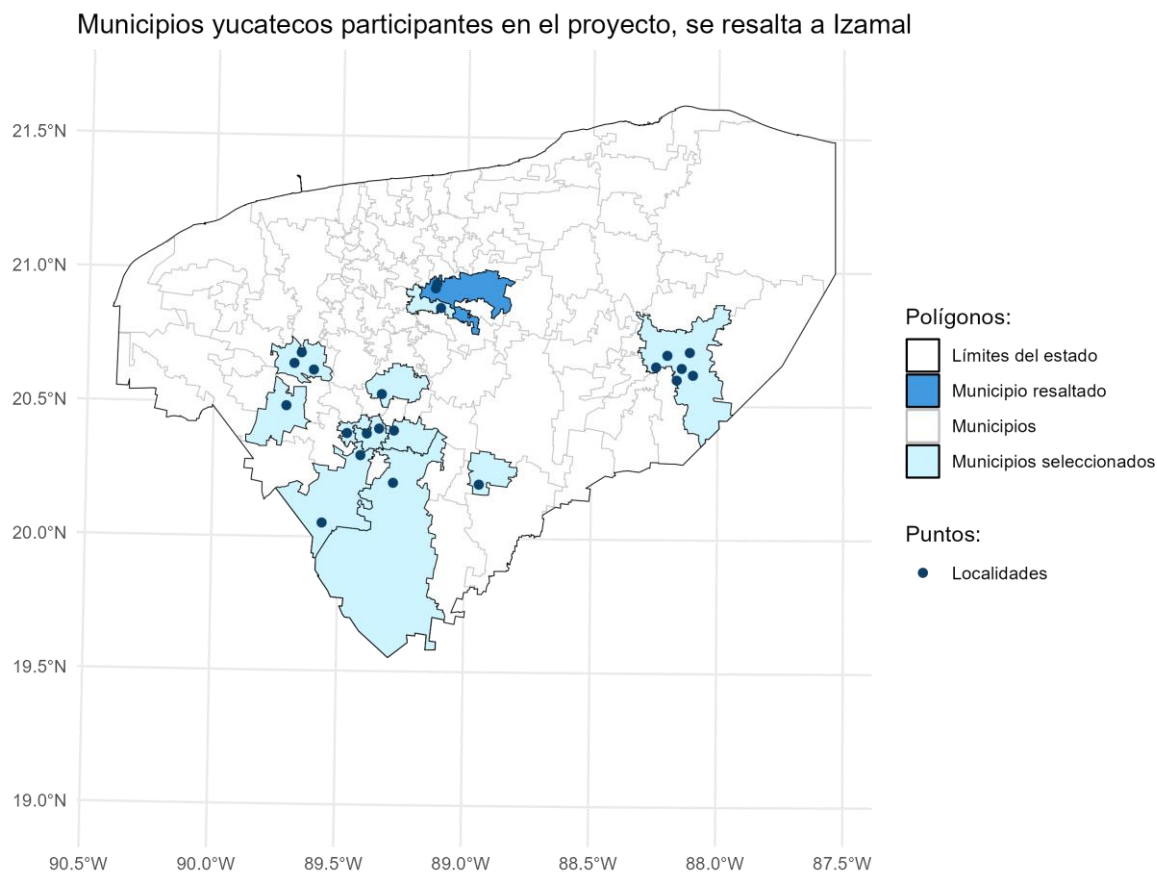 Municipios yucatecos participantes en el proyecto, se resalta a Izamal
21.5°N
21.0°N
20.5°N
20.0°N
19.5°N
19.0°N
90.5°W
90.0°W
89.5°W
89.0°W
88.5°W
88.0°W
87.5°W
Polígonos:
Límites del estado
Municipio resaltado
Municipios
Municipios seleccionados
Puntos:
Localidades